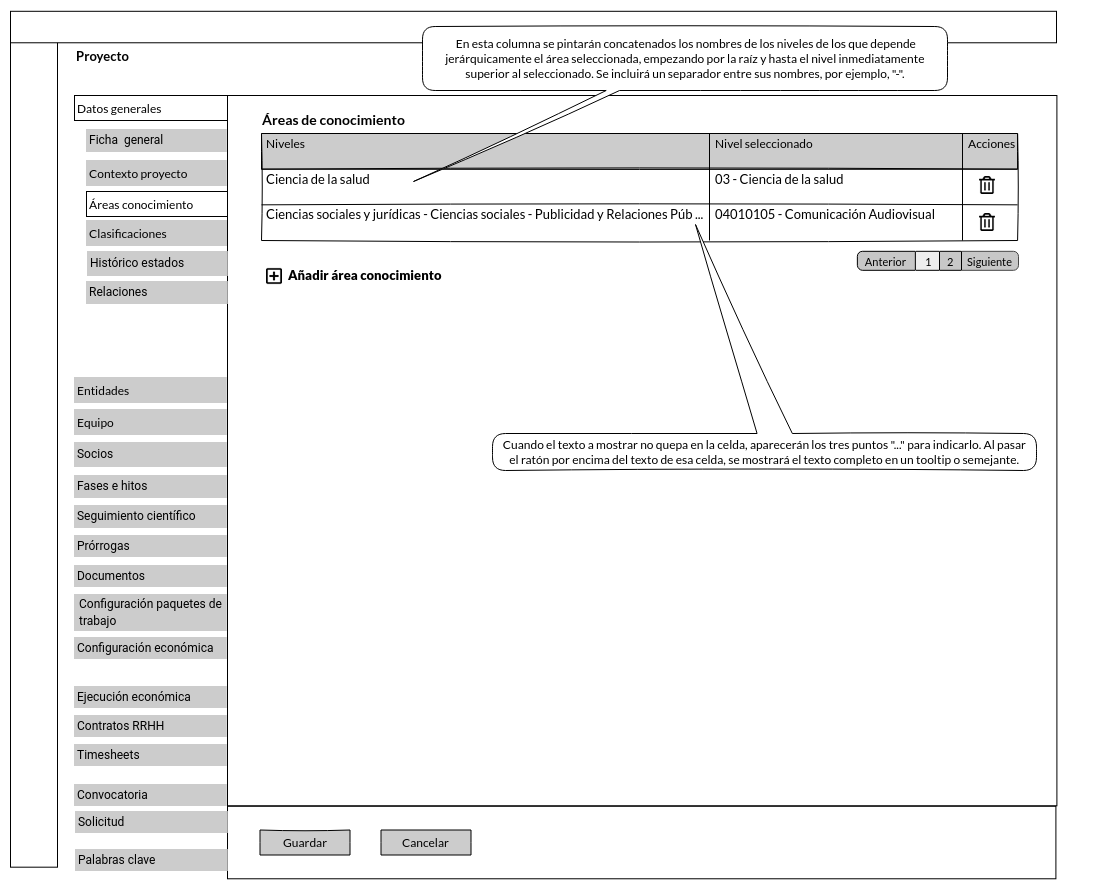 En esta columna se pintarán concatenados los nombres de los niveles de los que depende
jerárquicamente el área seleccionada, empezando por la raíz y hasta el nivel inmediatamente
superior al seleccionado. Se incluirá un separador entre sus nombres, por ejemplo, "-".
Proyecto
Datos generales
Ficha general
Contexto proyecto
Áreas conocimiento
Clasificaciones
Histórico estados
Relaciones
Entidades
Equipo
Socios
Fases e hitos
Seguimiento científico
Prórrogas
Documentos
Configuración paquetes de
trabajo
Configuración económica
Ejecución económica
Contratos RRHH
Timesheets
Convocatoria
Solicitud
Palabras clave
Áreas de conocimiento
Niveles Nivel seleccionado Acciones
Ciencia de la salud 03 - Ciencia de la salud
Ciencias sociales y jurídicas - Ciencias sociales - Publicidad y Relaciones Púb ... 04010105 - Comunicación Audiovisual
Anterior 1 2 Siguiente
Añadir área conocimiento
Cuando el texto a mostrar no quepa en la celda, aparecerán los tres puntos "..." para indicarlo. Al pasar
el ratón por encima del texto de esa celda, se mostrará el texto completo en un tooltip o semejante.
Guardar Cancelar